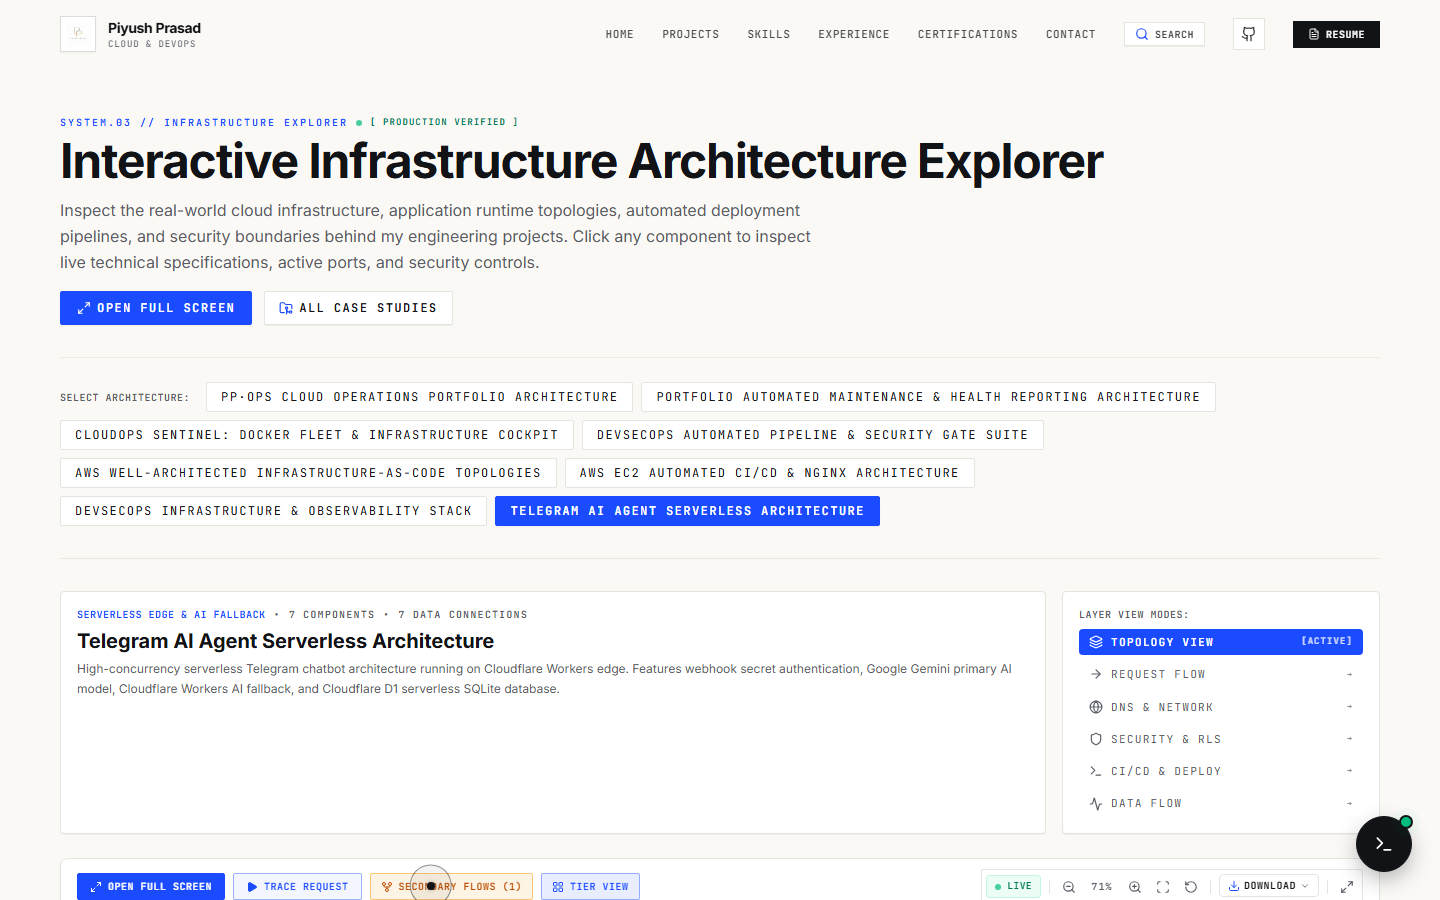 Piyush Prasad
CLOUD & DEVOPS
HOME
PROJECTS
SKILLS
EXPERIENCE
CERTIFICATIONS
CONTACT
SEARCH
RESUME
SYSTEM.03 // INFRASTRUCTURE EXPLORER
[ PRODUCTION VERIFIED ]
Interactive Infrastructure Architecture Explorer
Inspect the real-world cloud infrastructure, application runtime topologies, automated deployment
pipelines, and security boundaries behind my engineering projects. Click any component to inspect
live technical specifications, active ports, and security controls.
OPEN FULL SCREEN
ALL CASE STUDIES
SELECT ARCHITECTURE:
PP·OPS CLOUD OPERATIONS PORTFOLIO ARCHITECTURE
PORTFOLIO AUTOMATED MAINTENANCE & HEALTH REPORTING ARCHITECTURE
CLOUDOPS SENTINEL: DOCKER FLEET & INFRASTRUCTURE COCKPIT
DEVSECOPS AUTOMATED PIPELINE & SECURITY GATE SUITE
AWS WELL-ARCHITECTED INFRASTRUCTURE-AS-CODE TOPOLOGIES
AWS EC2 AUTOMATED CI/CD & NGINX ARCHITECTURE
DEVSECOPS INFRASTRUCTURE & OBSERVABILITY STACK
TELEGRAM AI AGENT SERVERLESS ARCHITECTURE
SERVERLESS EDGE & AI FALLBACK • 7 COMPONENTS • 7 DATA CONNECTIONS
Telegram AI Agent Serverless Architecture
High-concurrency serverless Telegram chatbot architecture running on Cloudflare Workers edge. Features webhook secret authentication, Google Gemini primary AI
model, Cloudflare Workers AI fallback, and Cloudflare D1 serverless SQLite database.
LAYER VIEW MODES:
TOPOLOGY VIEW [ACTIVE]
REQUEST FLOW →
DNS & NETWORK →
SECURITY & RLS →
CI/CD & DEPLOY →
DATA FLOW →
OPEN FULL SCREEN
TRACE REQUEST
SECONDARY FLOWS (1)
TIER VIEW
LIVE
71%
DOWNLOAD